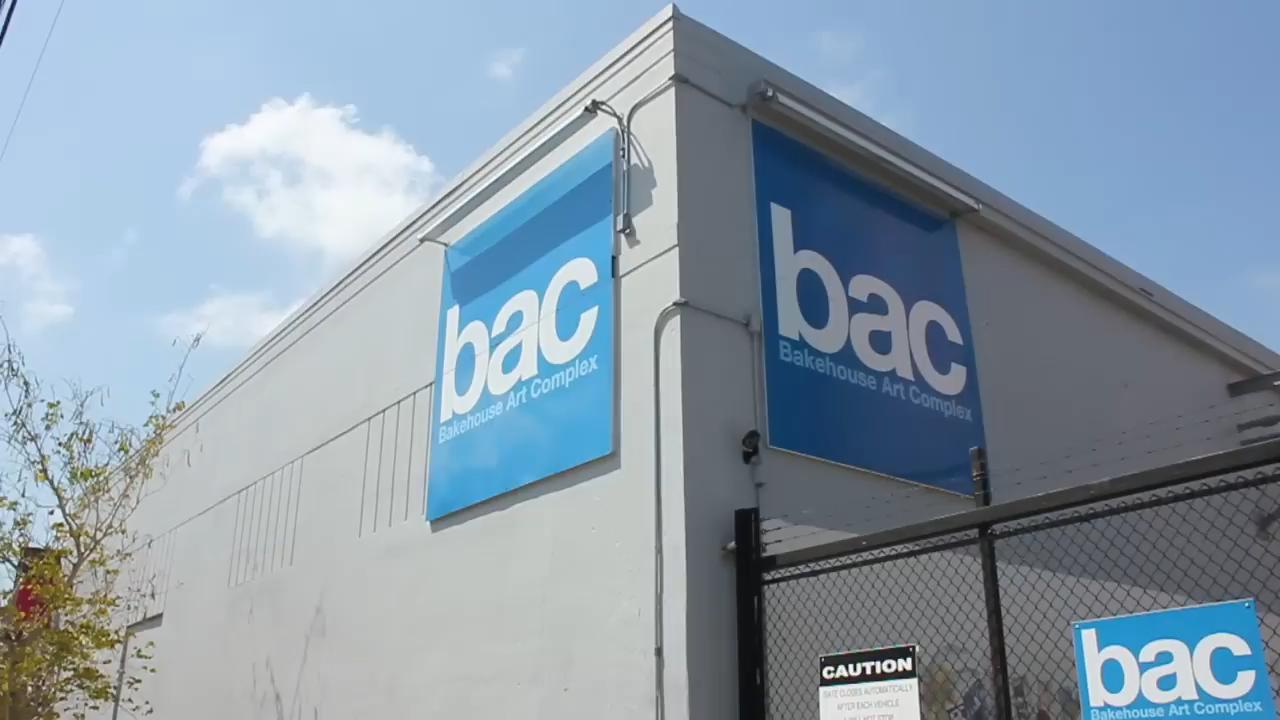 bac
Bakehouse Art Complex
bac
Bakehouse Art Complex
CAUTION
GATE CLOSES AUTOMATICALLY
AFTER EACH VEHICLE
bac
Bakehouse Art Complex